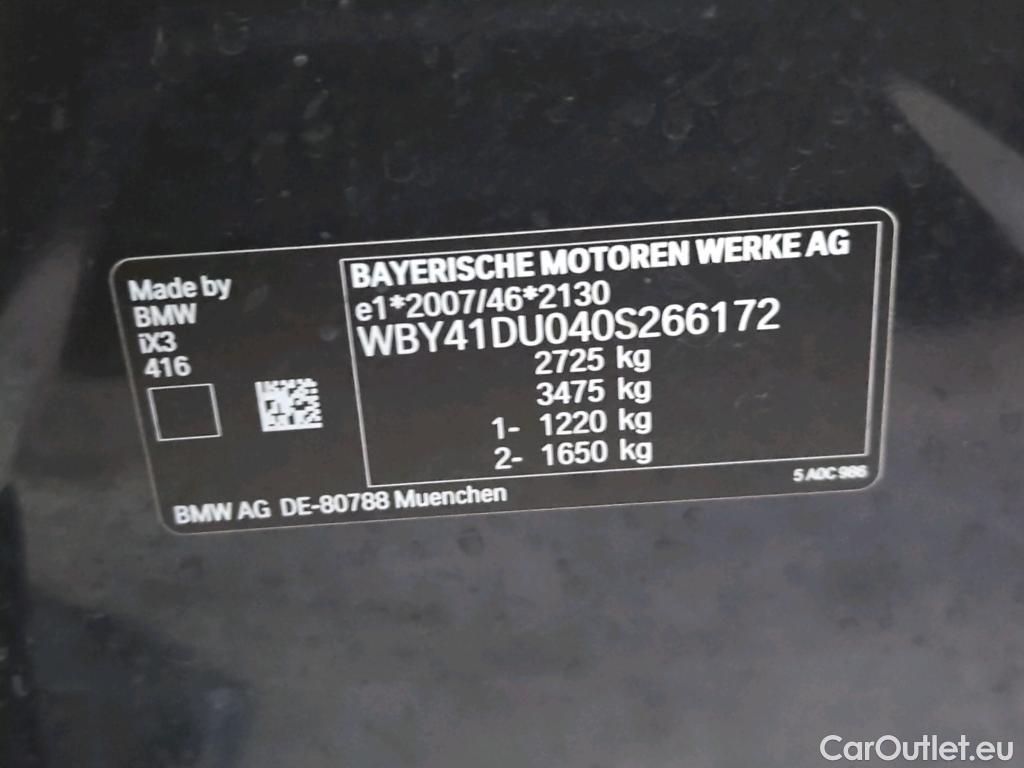 Made by
BMW
iX3
416
BAYERISCHE MOTOREN WERKE AG
e1*2007/46*2130
WBY41DU040S266172
2725 kg
3475 kg
1- 1220 kg
2- 1650 kg
5 A0C 986
BMW AG DE-80788 Muenchen
CarOutlet.eu